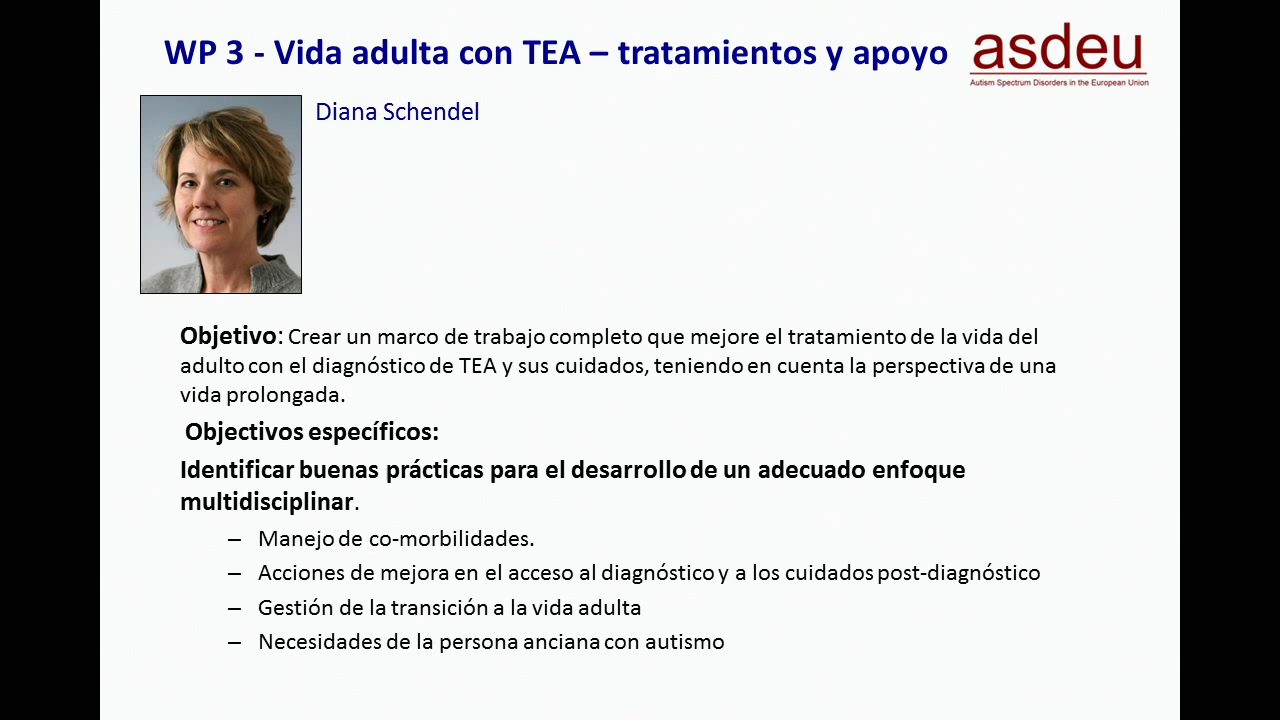 WP 3 - Vida adulta con TEA – tratamientos y apoyo
asdeu
Autism Spectrum Disorders in the European Union
Diana Schendel
Objetivo: Crear un marco de trabajo completo que mejore el tratamiento de la vida del
adulto con el diagnóstico de TEA y sus cuidados, teniendo en cuenta la perspectiva de una
vida prolongada.
Objectivos específicos:
Identificar buenas prácticas para el desarrollo de un adecuado enfoque
multidisciplinar.
– Manejo de co-morbilidades.
– Acciones de mejora en el acceso al diagnóstico y a los cuidados post-diagnóstico
– Gestión de la transición a la vida adulta
– Necesidades de la persona anciana con autismo